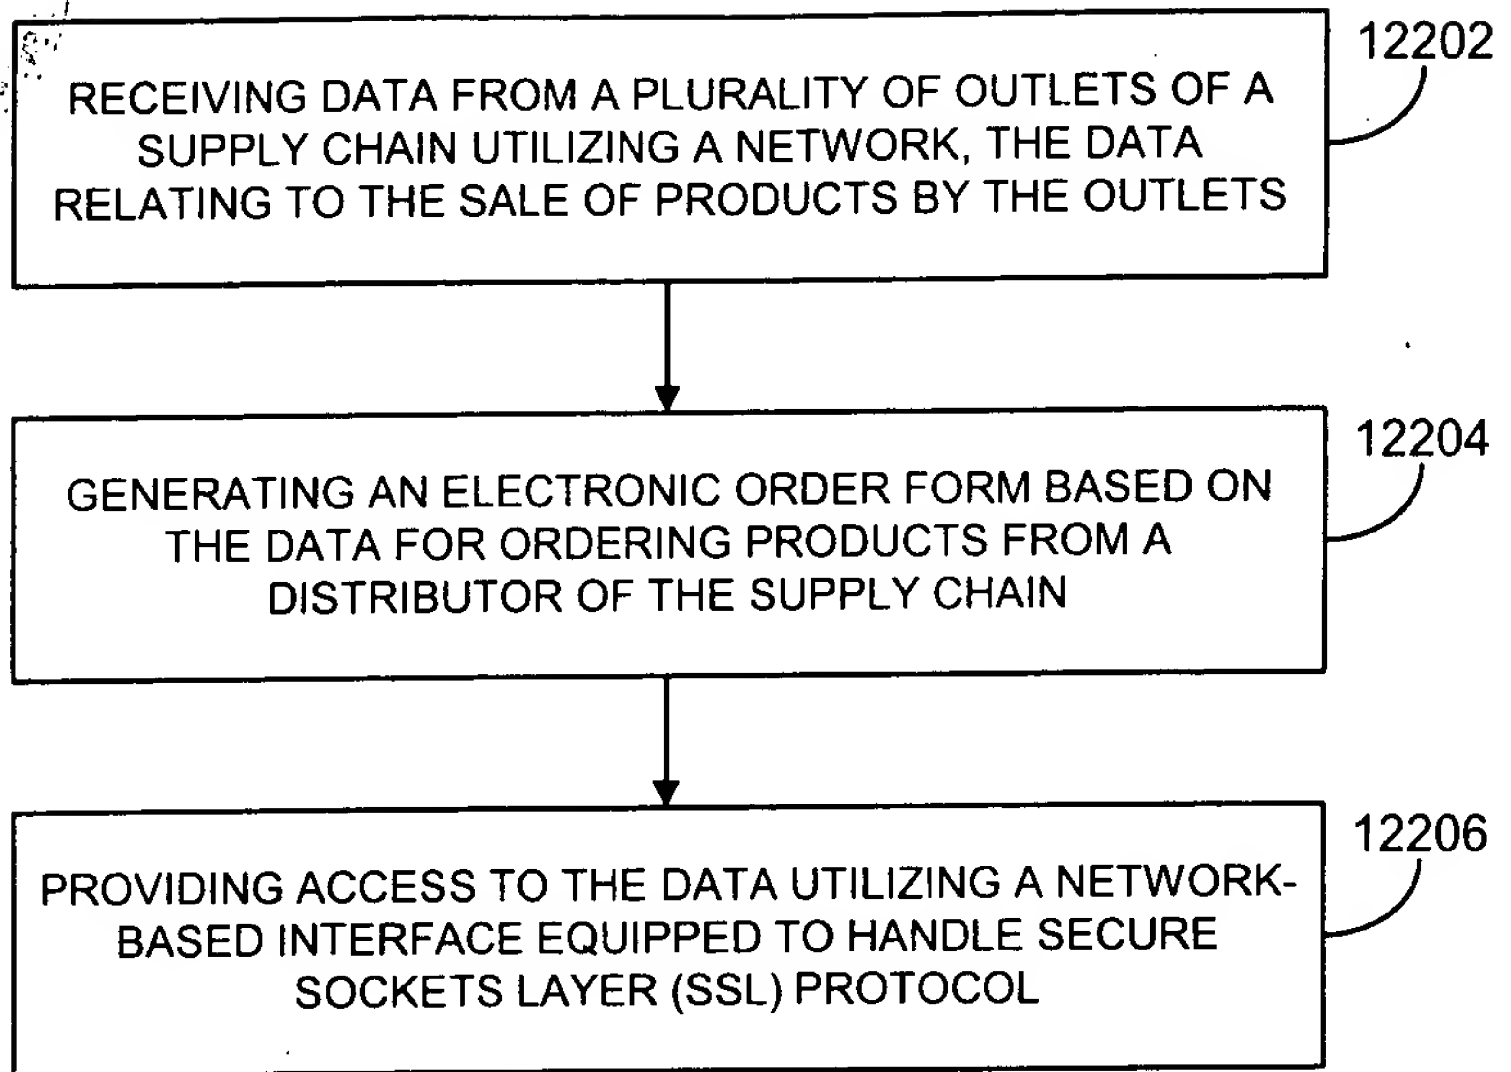 12202
RECEIVING DATA FROM A PLURALITY OF OUTLETS OF A
SUPPLY CHAIN UTILIZING A NETWORK, THE DATA
RELATING TO THE SALE OF PRODUCTS BY THE OUTLETS
12204
GENERATING AN ELECTRONIC ORDER FORM BASED ON
THE DATA FOR ORDERING PRODUCTS FROM A
DISTRIBUTOR OF THE SUPPLY CHAIN
12206
PROVIDING ACCESS TO THE DATA UTILIZING A NETWORK-
BASED INTERFACE EQUIPPED TO HANDLE SECURE
SOCKETS LAYER (SSL) PROTOCOL